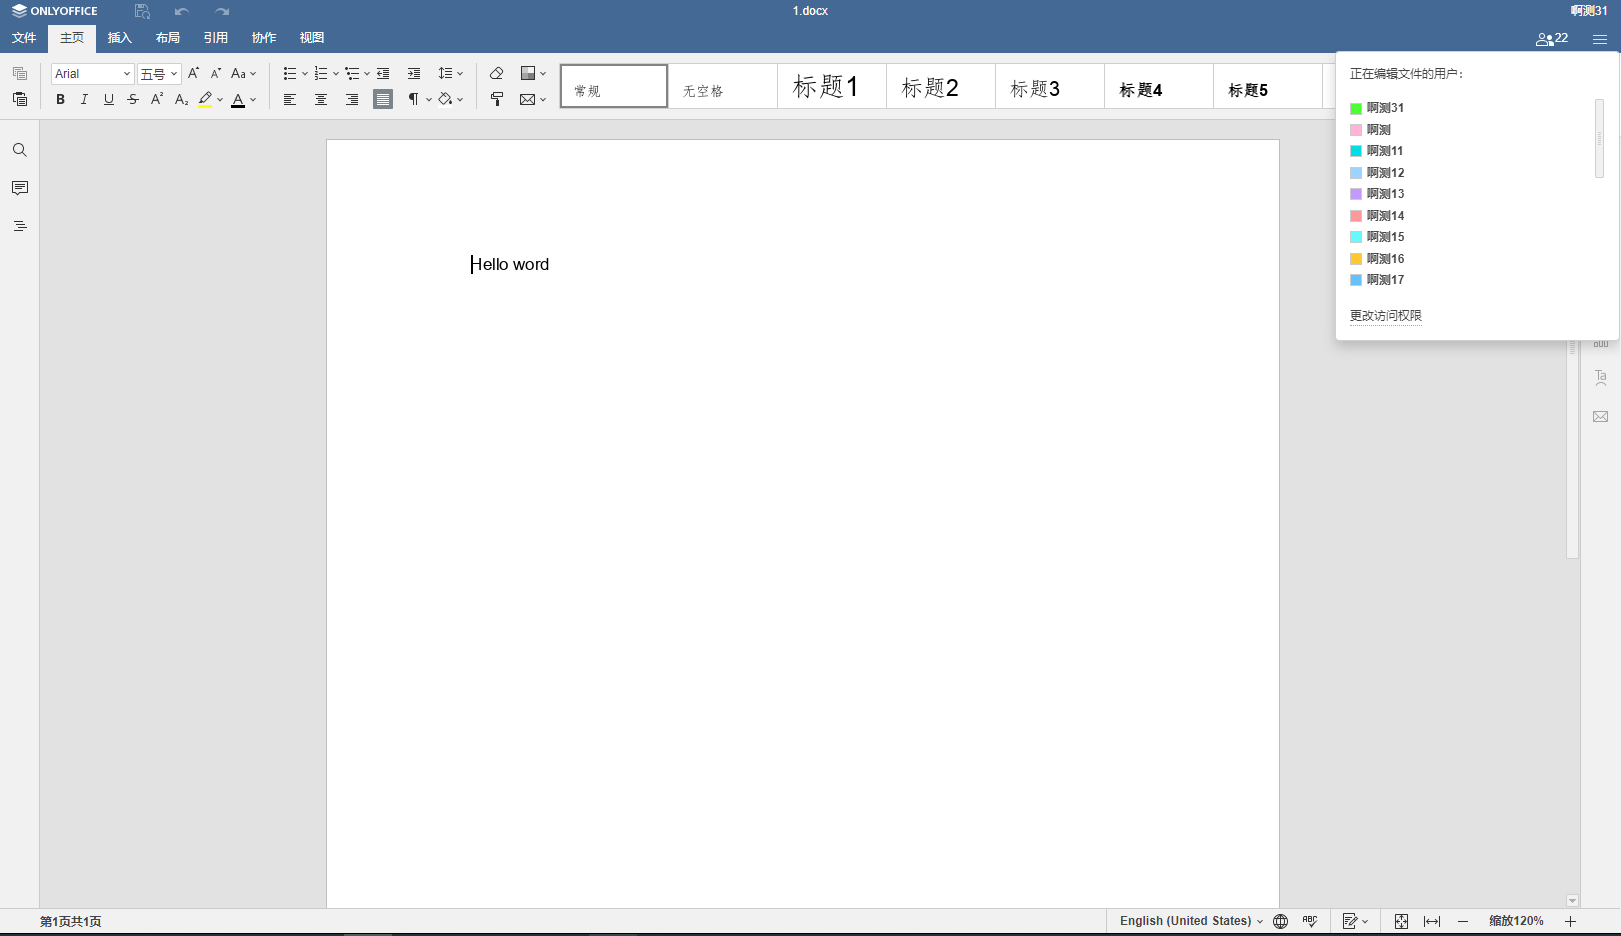 ONLYOFFICE
1.docx
啊测31
文件 主页 插入 布局 引用 协作 视图
22
Arial 五号
常规 无空格 标题1 标题2 标题3 标题4 标题5
正在编辑文件的用户：
啊测31
啊测
啊测11
啊测12
啊测13
啊测14
啊测15
啊测16
啊测17
更改访问权限
Hello word
第1页共1页
English (United States)
缩放120%